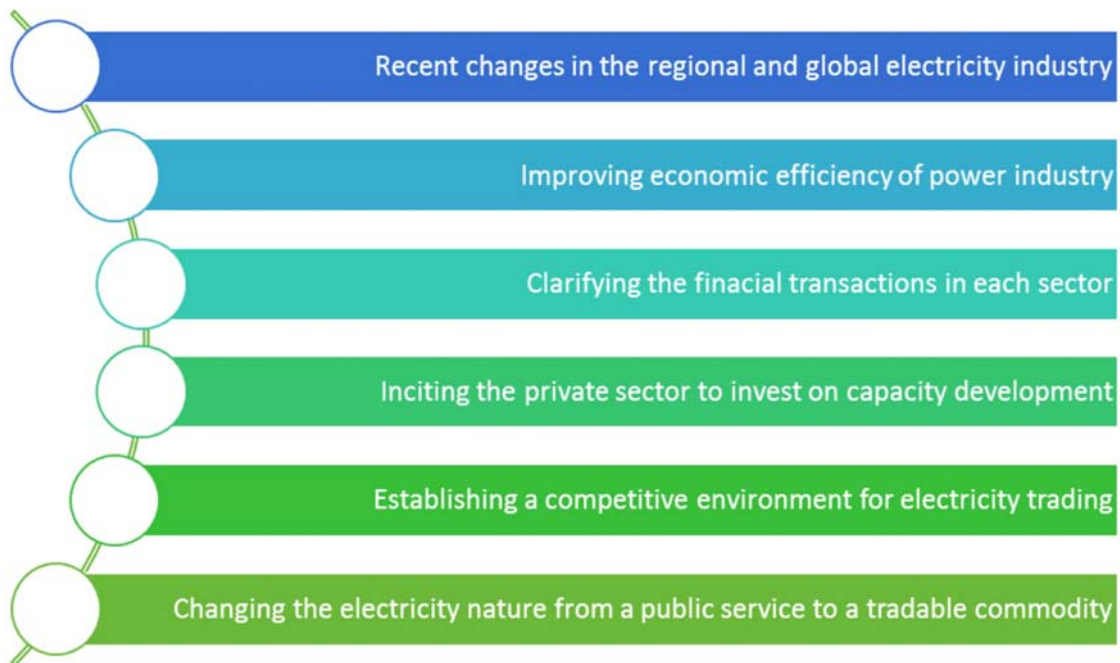 Recent changes in the regional and global electricity industry
Improving economic efficiency of power industry
Clarifying the finacial transactions in each sector
Inciting the private sector to invest on capacity development
Establishing a competitive environment for electricity trading
Changing the electricity nature from a public service to a tradable commodity